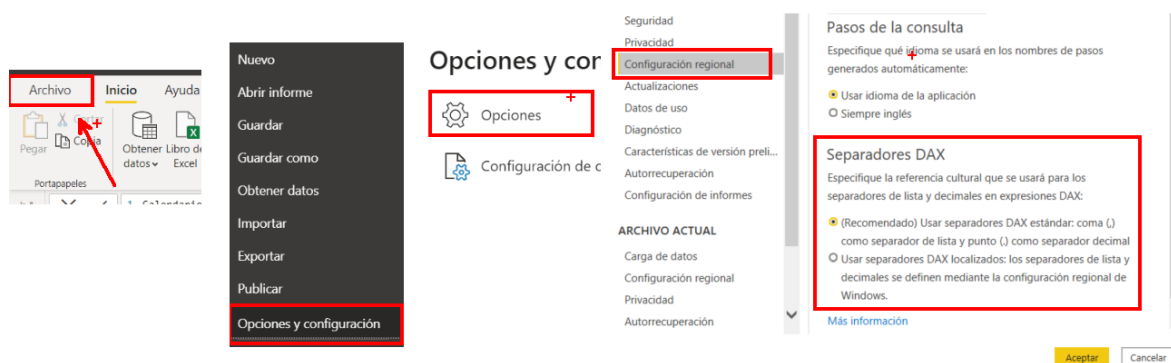 Archivo
Inicio
Ayuda
Cortar
Copia
Pegar
Obtener
datos
Libro de
Excel
Portapapeles
1 Calendario
Nuevo
Abrir informe
Guardar
Guardar como
Obtener datos
Importar
Exportar
Publicar
Opciones y configuración
Opciones y cor
Opciones
Configuración de c
Seguridad
Privacidad
Configuración regional
Actualizaciones
Datos de uso
Diagnóstico
Características de versión preli...
Autorrecuperación
Configuración de informes
ARCHIVO ACTUAL
Carga de datos
Configuración regional
Privacidad
Autorrecuperación
Pasos de la consulta
Especifique qué idioma se usará en los nombres de pasos
generados automáticamente:
Usar idioma de la aplicación
Siempre inglés
Separadores DAX
Especifique la referencia cultural que se usará para los
separadores de lista y decimales en expresiones DAX:
(Recomendado) Usar separadores DAX estándar: coma (,)
como separador de lista y punto (.) como separador decimal
Usar separadores DAX localizados: los separadores de lista y
decimales se definen mediante la configuración regional de
Windows.
Más información
Aceptar
Cancelar